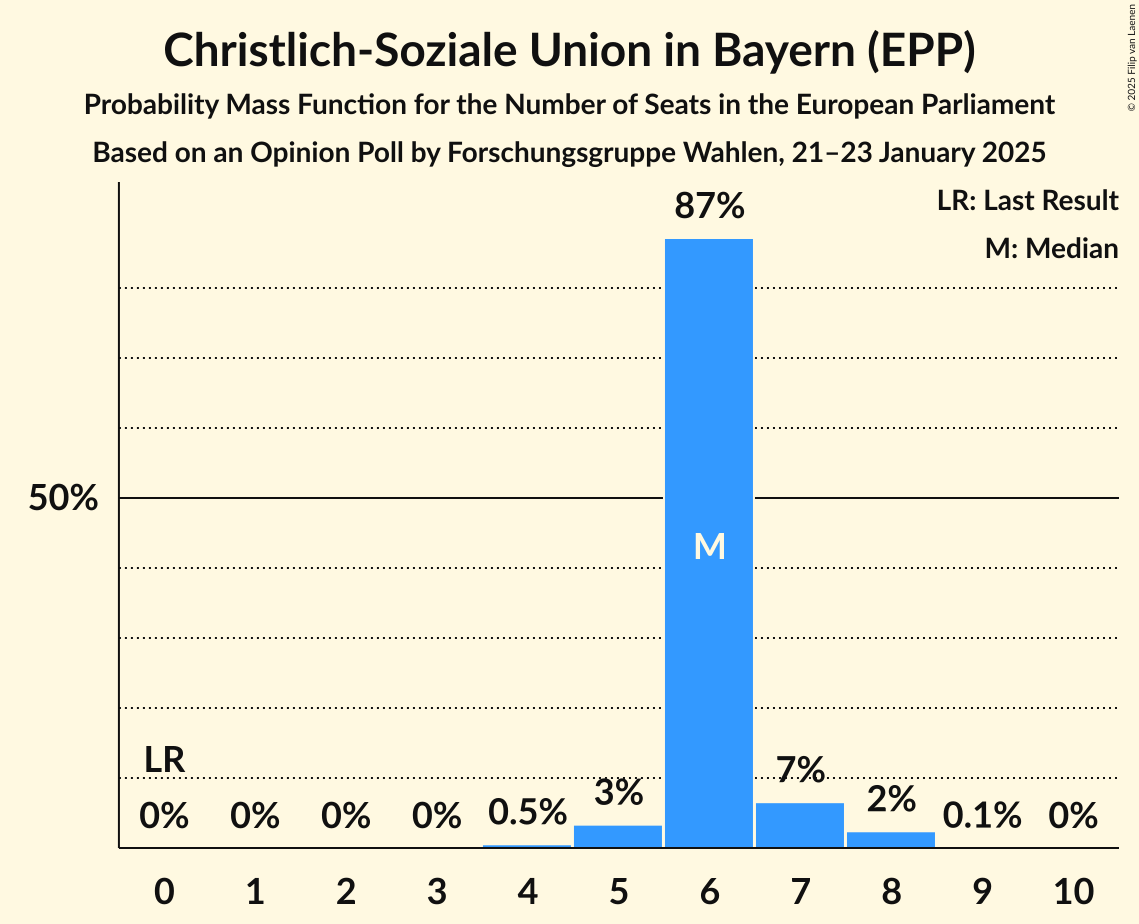 Christlich-Soziale Union in Bayern (EPP)
Probability Mass Function for the Number of Seats in the European Parliament
Based on an Opinion Poll by Forschungsgruppe Wahlen, 21–23 January 2025
© 2025 Filip van Laenen
LR: Last Result
M: Median
87%
50%
M
LR
0% 0% 0% 0% 0.5% 3% 7% 2% 0.1% 0%
0 1 2 3 4 5 6 7 8 9 10